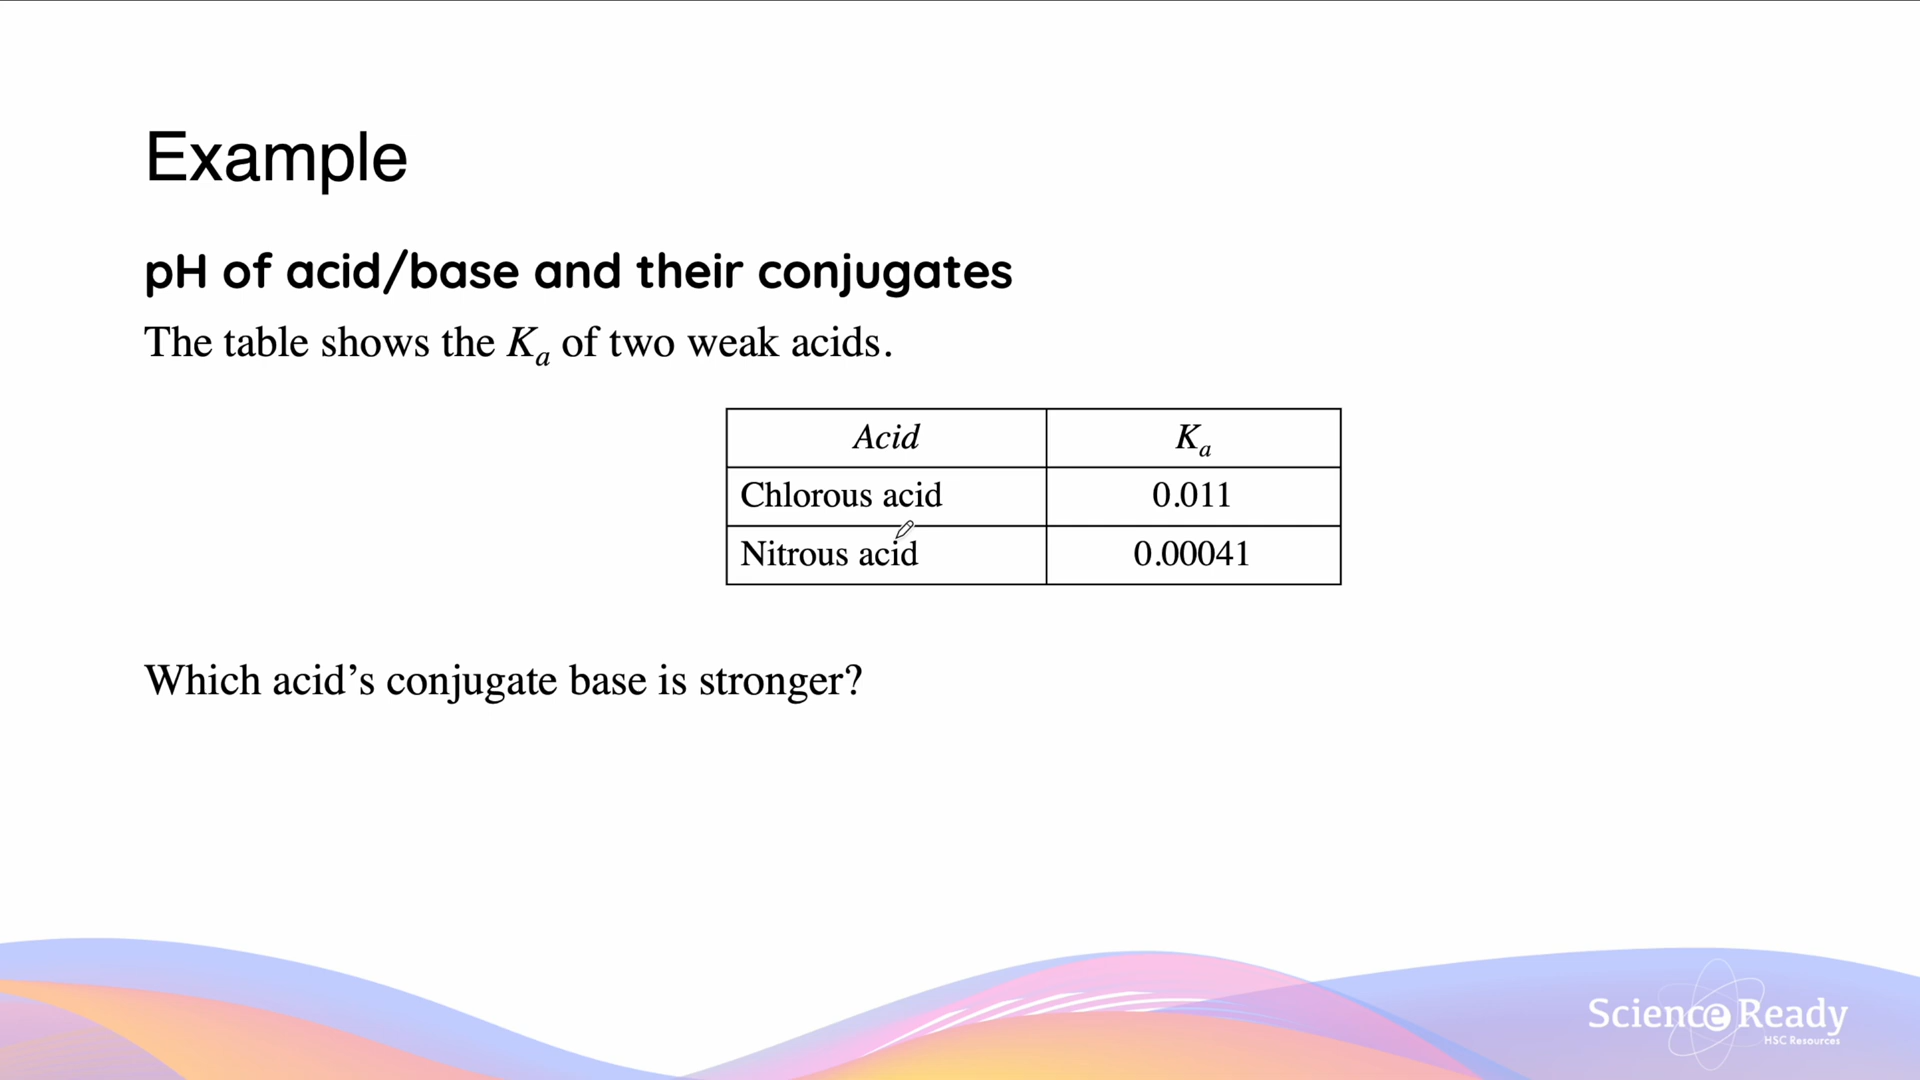 Example
pH of acid/base and their conjugates
The table shows the Kₐ of two weak acids.
Acid Kₐ
Chlorous acid 0.011
Nitrous acid 0.00041
Which acid’s conjugate base is stronger?
Science Ready
HSC Resources